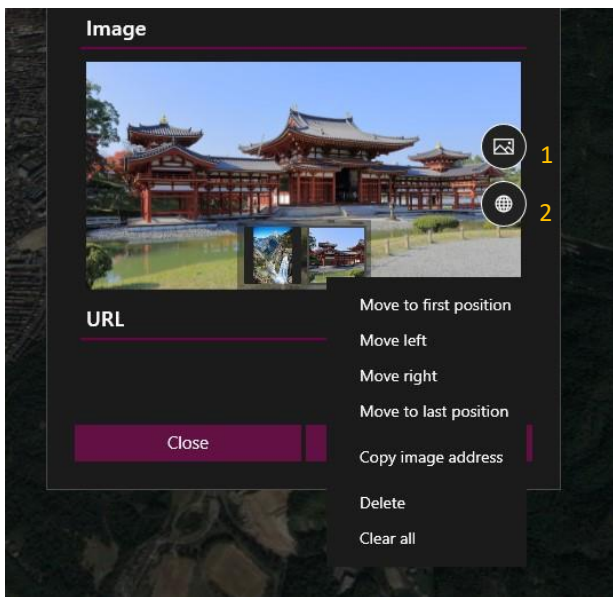 Image
1
2
URL
Move to first position
Move left
Move right
Move to last position
Close
Copy image address
Delete
Clear all